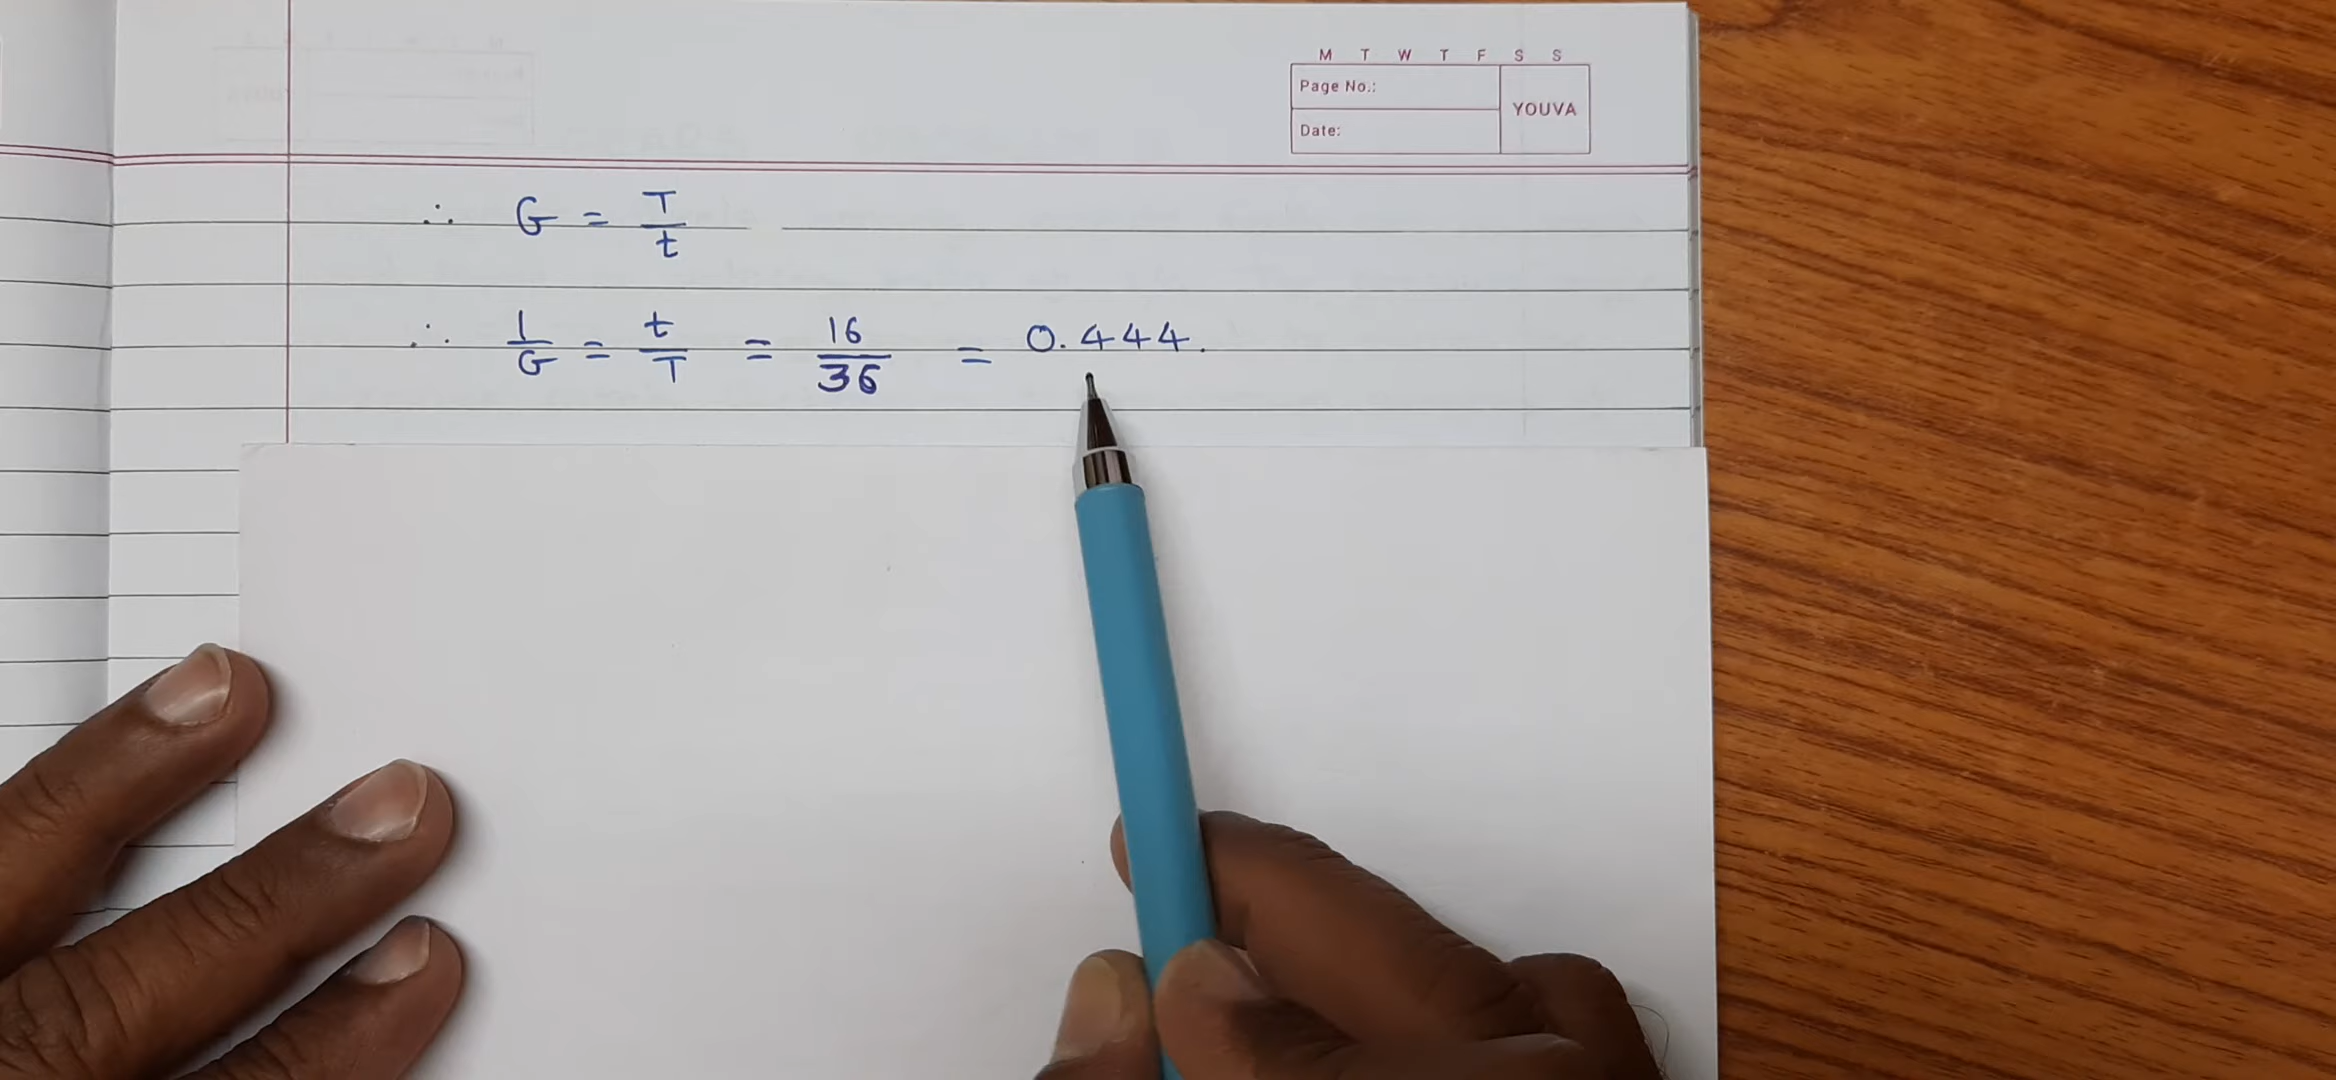 M T W T F S S
Page No.:
YOUVA
Date:
∴ G = T/t
∴ 1/G = t/T = 16/36 = 0.444.